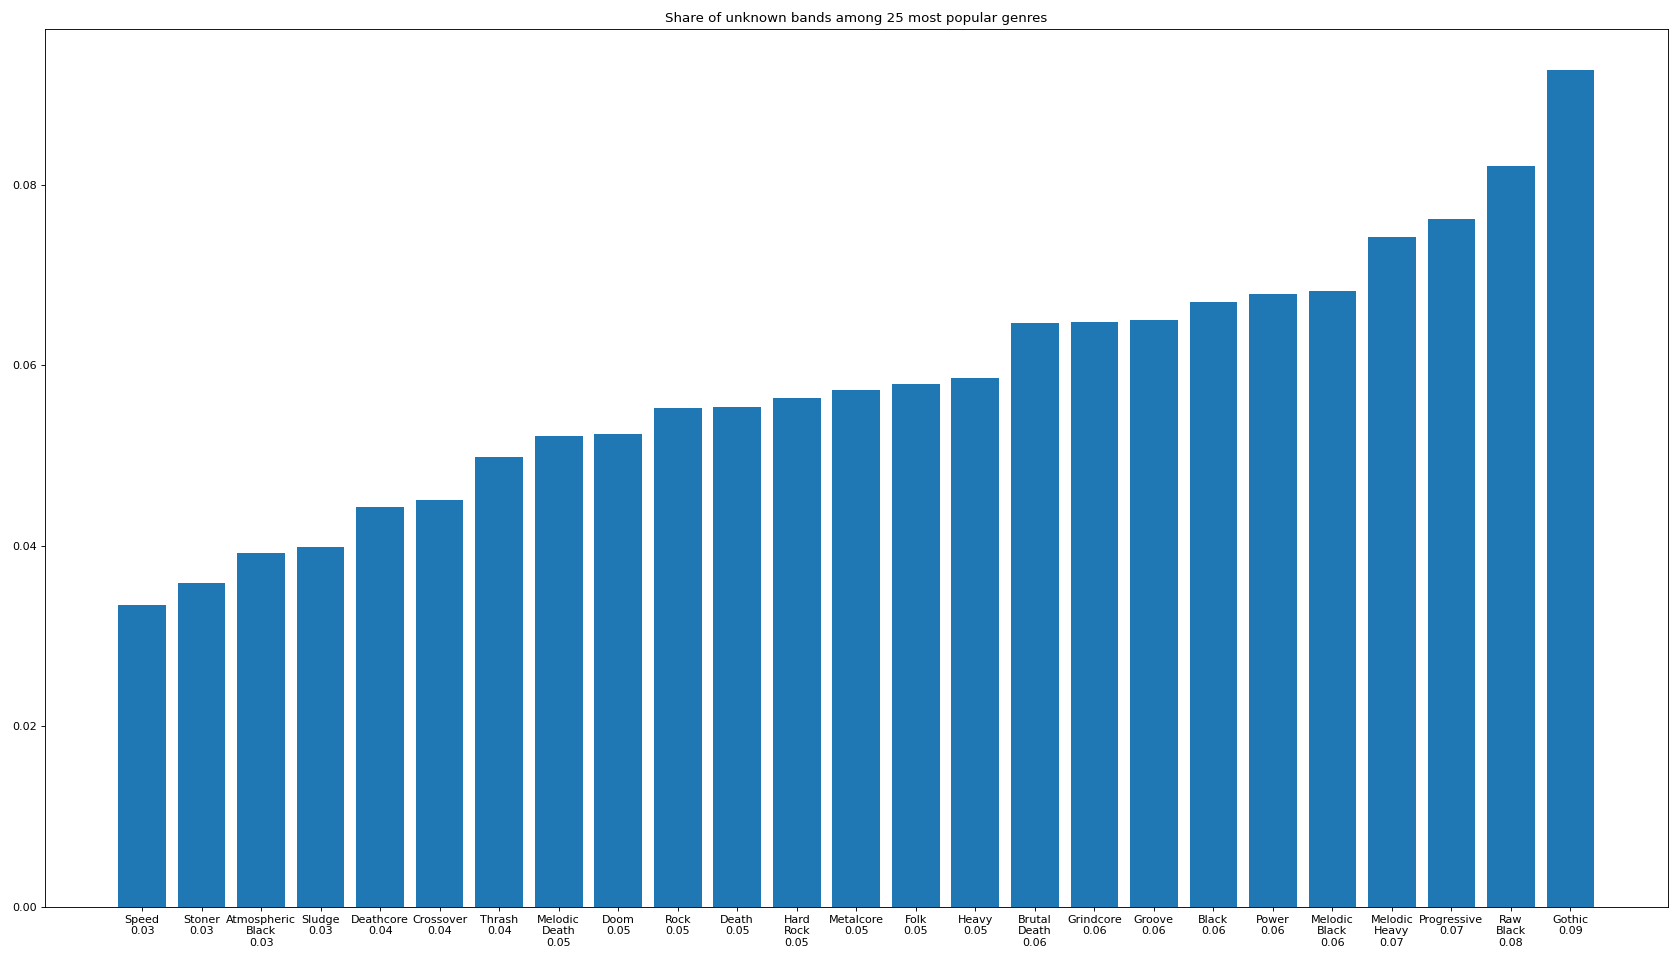 Share of unknown bands among 25 most popular genres
0.08
0.06
0.04
0.02
0.00
Speed
0.03
Stoner
0.03
Atmospheric
Black
0.03
Sludge
0.03
Deathcore
0.04
Crossover
0.04
Thrash
0.04
Melodic
Death
0.05
Doom
0.05
Rock
0.05
Death
0.05
Hard
Rock
0.05
Metalcore
0.05
Folk
0.05
Heavy
0.05
Brutal
Death
0.06
Grindcore
0.06
Groove
0.06
Black
0.06
Power
0.06
Melodic
Black
0.06
Melodic
Heavy
0.07
Progressive
0.07
Raw
Black
0.08
Gothic
0.09